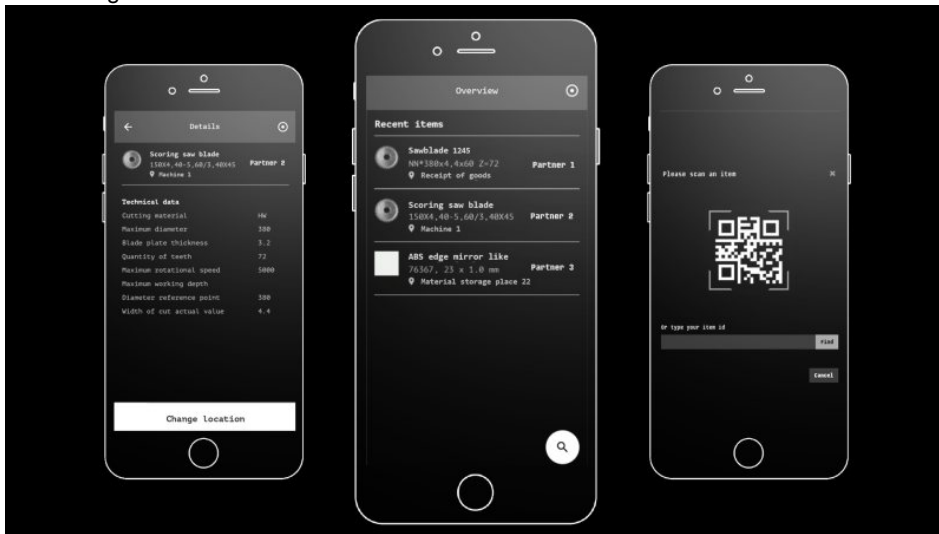 Details
Scoring saw blade
150X4,40-5,60/3,40X45
Machine 1
Partner 2
Technical data
Cutting material HW
Maximum diameter 380
Blade plate thickness 3.2
Quantity of teeth 72
Maximum rotational speed 5000
Maximum working depth
Diameter reference point 380
Width of cut actual value 4.4
Change location
Overview
Recent items
Sawblade 1245
NN*380x4,4x60 Z=72
Receipt of goods
Partner 1
Scoring saw blade
150X4,40-5,60/3,40X45
Machine 1
Partner 2
ABS edge mirror like
76367, 23 x 1.0 mm
Material storage place 22
Partner 3
Please scan an item
Or type your item id
Find
Cancel